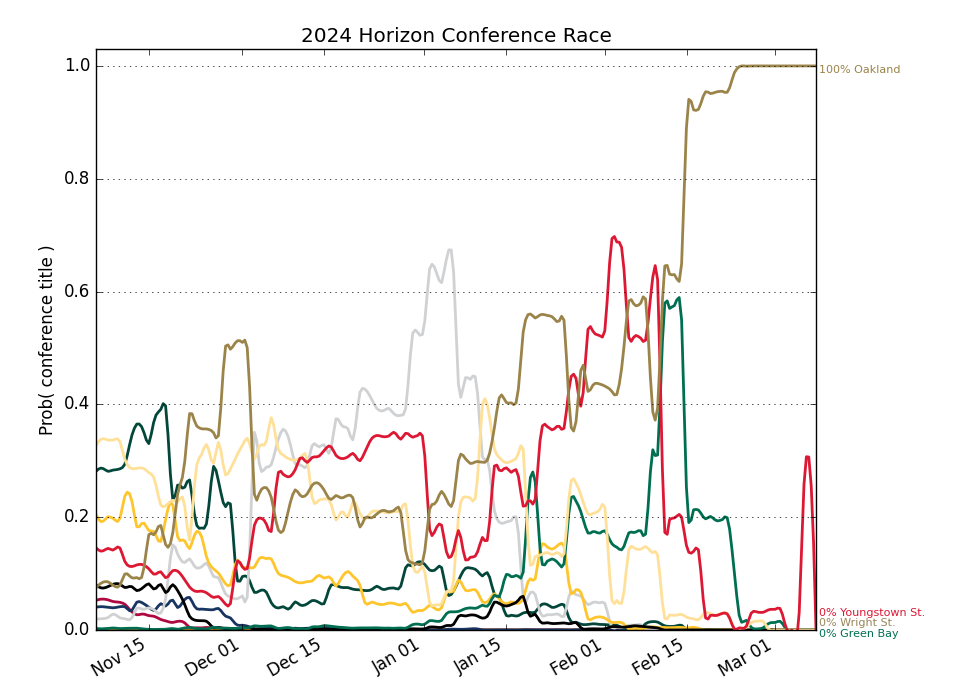 2024 Horizon Conference Race
Prob( conference title )
1.0
0.8
0.6
0.4
0.2
0.0
100% Oakland
0% Youngstown St.
0% Wright St.
0% Green Bay
Nov 15
Dec 01
Dec 15
Jan 01
Jan 15
Feb 01
Feb 15
Mar 01